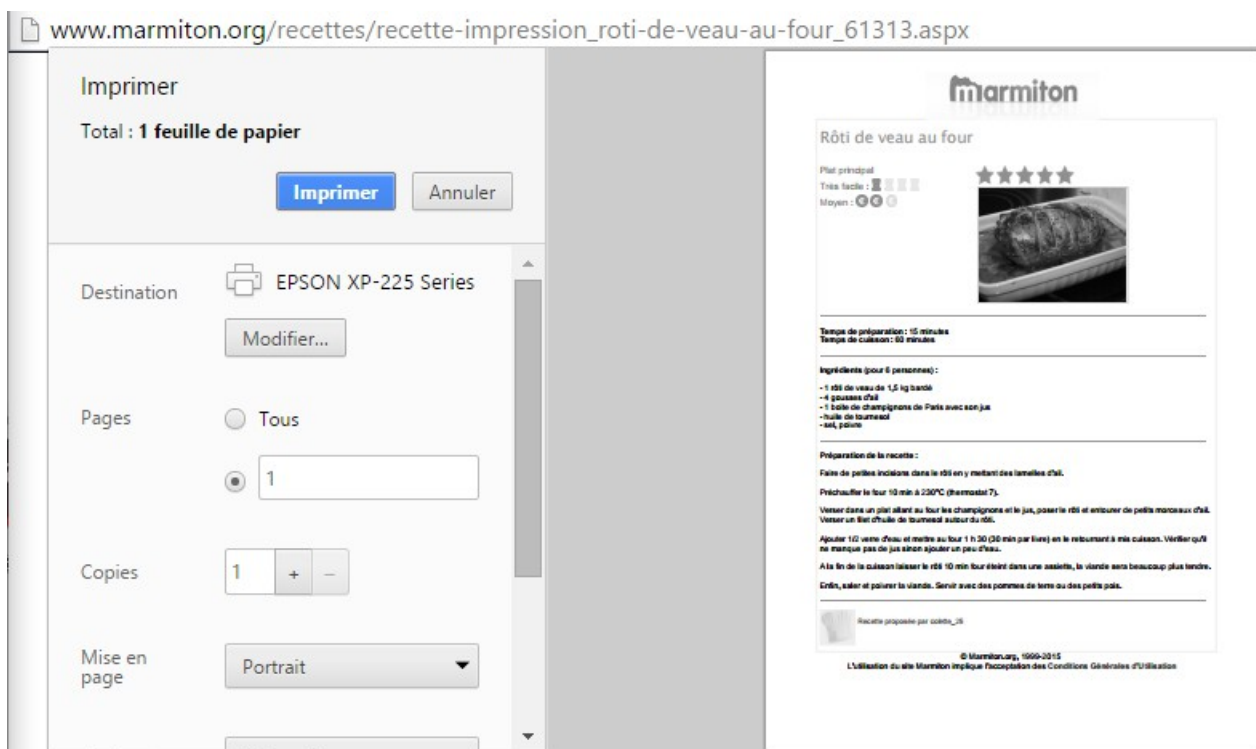 www.marmiton.org/recettes/recette-impression_roti-de-veau-au-four_61313.aspx
Imprimer
Total : 1 feuille de papier
Imprimer
Annuler
Destination
EPSON XP-225 Series
Modifier...
Pages
Tous
1
Copies
1
+
–
Mise en
page
Portrait
marmiton
Rôti de veau au four
Plat principal
Très facile :
Moyen :
Temps de préparation : 15 minutes
Temps de cuisson : 60 minutes
Ingrédients (pour 6 personnes) :
- 1 rôti de veau de 1,5 kg bardé
- 4 gousses d'ail
- 1 boite de champignons de Paris avec son jus
- huile de tournesol
- sel, poivre
Préparation de la recette :
Faire de petites incisions dans le rôti en y mettant des lamelles d'ail.
Préchauffer le four 10 min à 230°C (thermostat 7).
Verser dans un plat allant au four les champignons et le jus, poser le rôti et entourer de petits morceaux d'ail.
Verser un filet d'huile de tournesol autour du rôti.
Ajouter 1/2 verre d'eau et mettre au four 1 h 30 (30 min par livre) en le retournant à mis cuisson. Vérifier qu'il
ne manque pas de jus sinon ajouter un peu d'eau.
A la fin de la cuisson laisser le rôti 10 min four éteint dans une assiette, la viande sera beaucoup plus tendre.
Enfin, saler et poivrer la viande. Servir avec des pommes de terre ou des petits pois.
Recette proposée par
© Marmiton.org, 1999-2015
L'utilisation du site Marmiton implique l'acceptation des Conditions Générales d'Utilisation